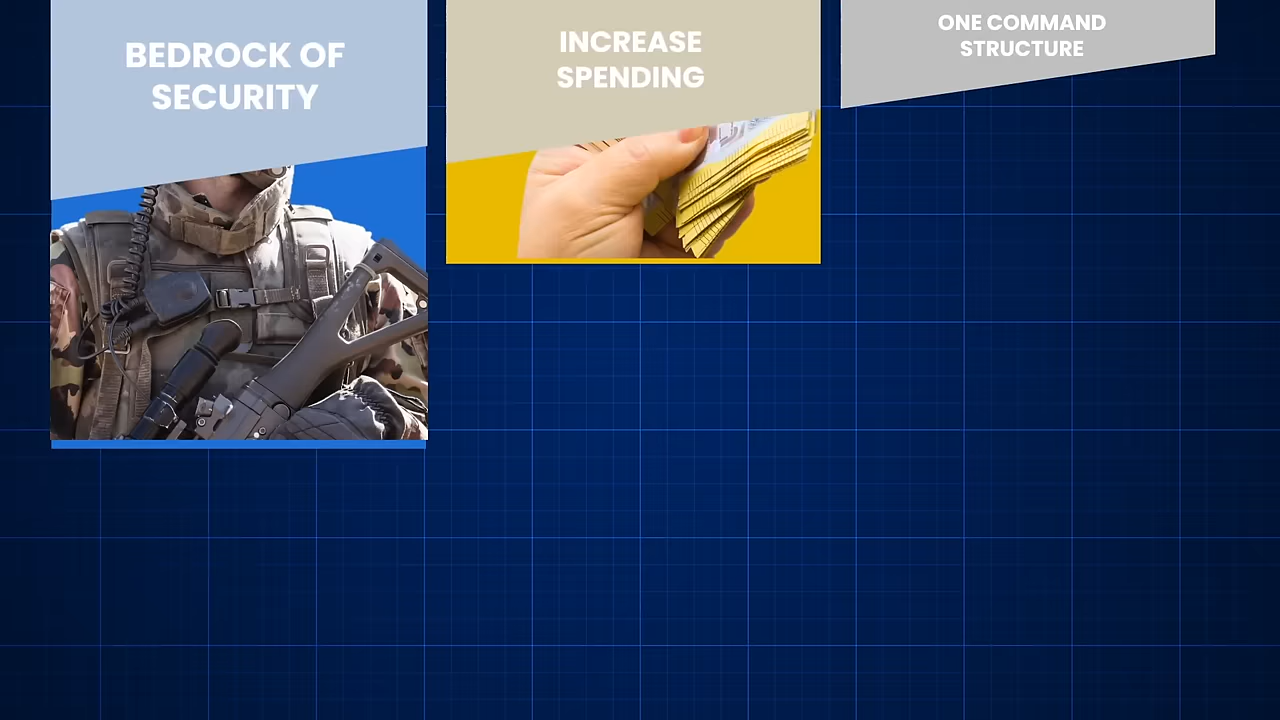 BEDROCK OF
SECURITY
INCREASE
SPENDING
ONE COMMAND
STRUCTURE